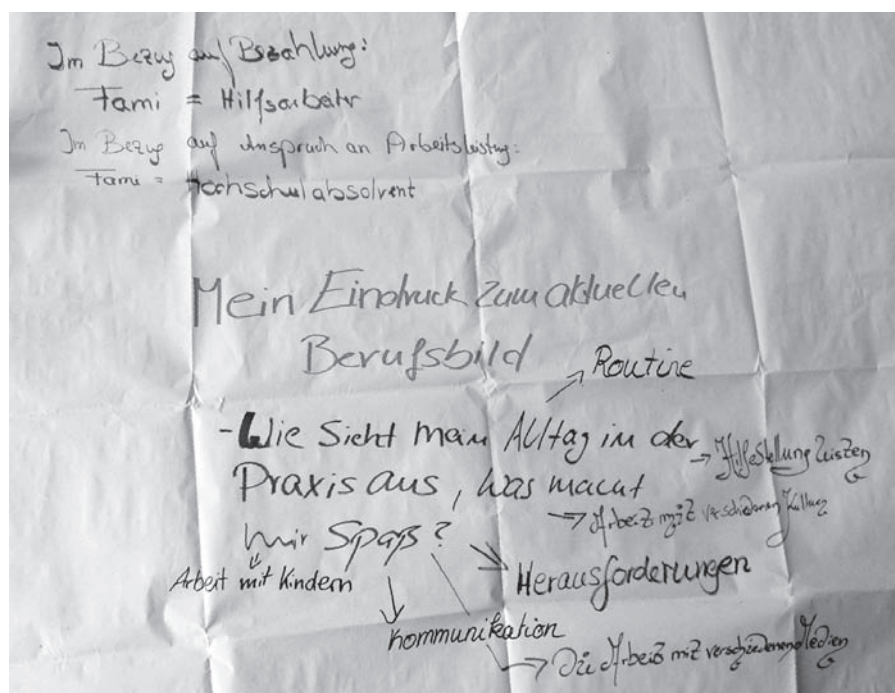 Im Bezug auf Bezahlung:
Fami = Hilfsarbeiter
Im Bezug auf Anspruch an Arbeitsleistung:
Fami = Hochschulabsolvent
Mein Eindruck zum aktuellen
Berufsbild
Routine
- Wie sieht mein Alltag in der
Hilfestellung leisten
Praxis aus, was macht
Arbeit mit verschiedenen
mir Spaß?
Arbeit mit Kindern
Herausforderungen
Kommunikation
Die Arbeit mit verschiedenen Medien